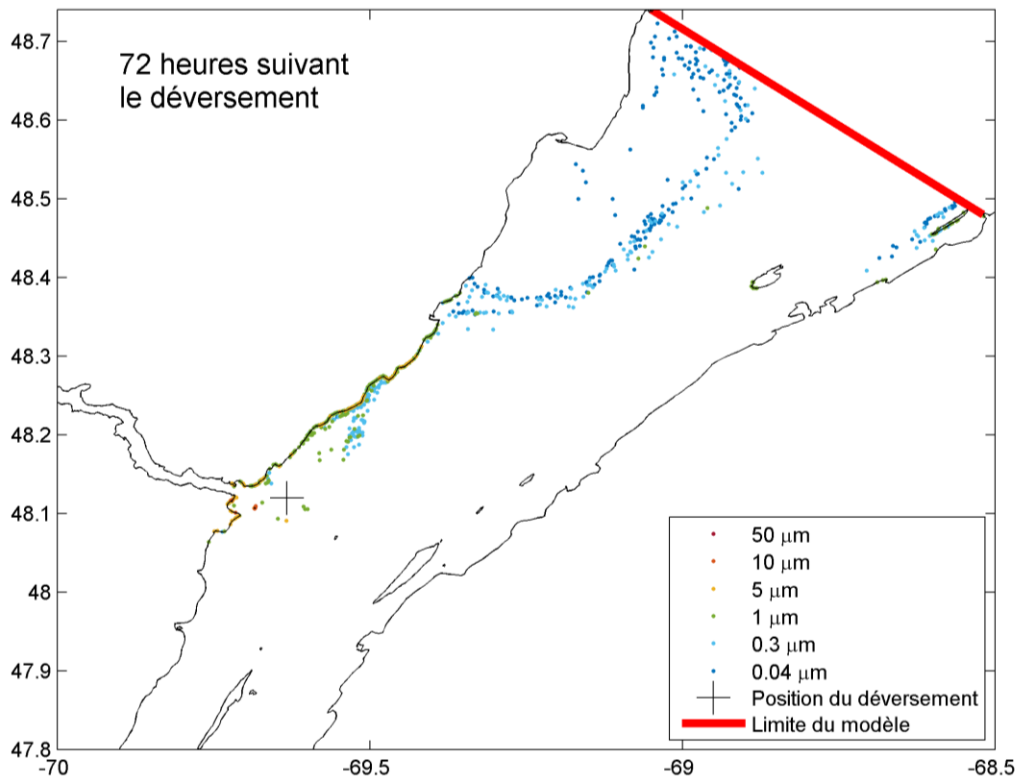 48.7
72 heures suivant
le déversement
48.6
48.5
48.4
48.3
48.2
48.1
48
47.9
47.8
50 μm
10 μm
5 μm
1 μm
0.3 μm
0.04 μm
Position du déversement
Limite du modèle
-70 -69.5 -69 -68.5